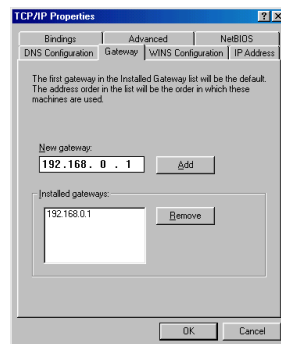 TCP/IP Properties
Bindings Advanced NetBIOS
DNS Configuration Gateway WINS Configuration IP Address
The first gateway in the Installed Gateway list will be the default.
The address order in the list will be the order in which these
machines are used.
New gateway:
192.168. 0 . 1 Add
Installed gateways:
192.168.0.1 Remove
OK Cancel